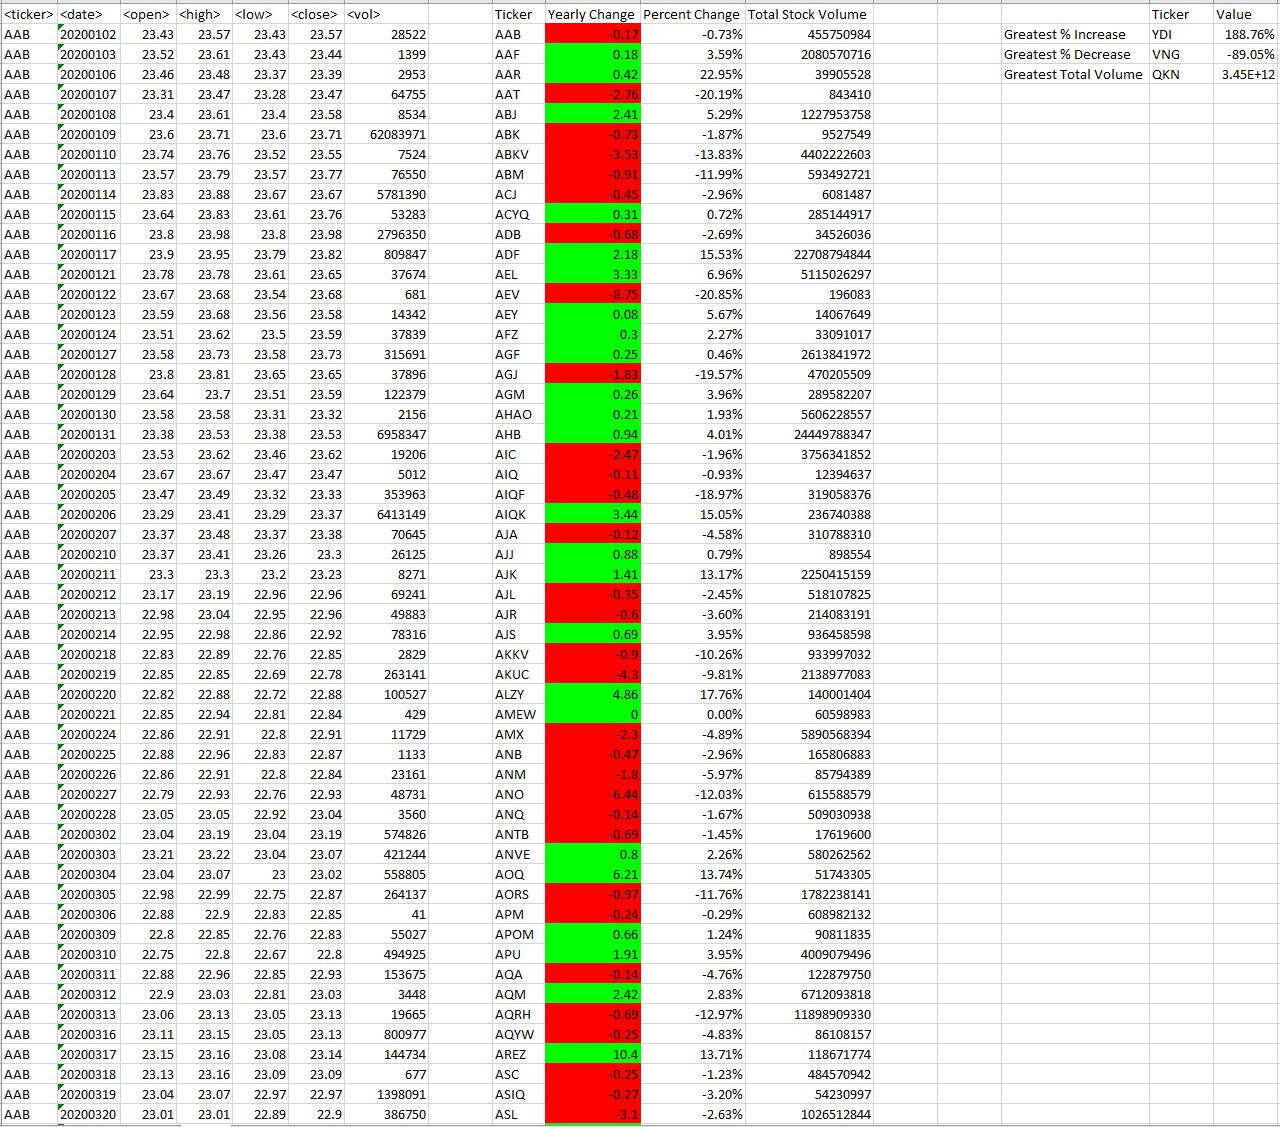 <ticker> <date> <open> <high> <low> <close> <vol> Ticker Yearly Change Percent Change Total Stock Volume Ticker Value
AAB 20200102 23.43 23.57 23.43 23.57 28522 AAB -0.17 -0.73% 455750984 Greatest % Increase YDI 188.76%
AAB 20200103 23.52 23.61 23.43 23.44 1399 AAF 0.18 3.59% 2080570716 Greatest % Decrease VNG -89.05%
AAB 20200106 23.46 23.48 23.37 23.39 2953 AAR 0.42 22.95% 39905528 Greatest Total Volume QKN 3.45E+12
AAB 20200107 23.31 23.47 23.28 23.47 64755 AAT -2.76 -20.19% 843410
AAB 20200108 23.4 23.61 23.4 23.58 8534 ABJ 2.41 5.29% 1227953758
AAB 20200109 23.6 23.71 23.6 23.71 62083971 ABK -0.73 -1.87% 9527549
AAB 20200110 23.74 23.76 23.52 23.55 7524 ABKV -3.53 -13.83% 4402222603
AAB 20200113 23.57 23.79 23.57 23.77 76550 ABM -0.91 -11.99% 593492721
AAB 20200114 23.83 23.88 23.67 23.67 5781390 ACJ -0.45 -2.96% 6081487
AAB 20200115 23.64 23.83 23.61 23.76 53283 ACYQ 0.31 0.72% 285144917
AAB 20200116 23.8 23.98 23.8 23.98 2796350 ADB -0.68 -2.69% 34526036
AAB 20200117 23.9 23.95 23.79 23.82 809847 ADF 2.18 15.53% 22708794844
AAB 20200121 23.78 23.78 23.61 23.65 37674 AEL 3.33 6.96% 5115026297
AAB 20200122 23.67 23.68 23.54 23.68 681 AEV -8.75 -20.85% 196083
AAB 20200123 23.59 23.68 23.56 23.58 14342 AEY 0.08 5.67% 14067649
AAB 20200124 23.51 23.62 23.5 23.59 37839 AFZ 0.3 2.27% 33091017
AAB 20200127 23.58 23.73 23.58 23.73 315691 AGF 0.25 0.46% 2613841972
AAB 20200128 23.8 23.81 23.65 23.65 37896 AGJ -1.83 -19.57% 470205509
AAB 20200129 23.64 23.7 23.51 23.59 122379 AGM 0.26 3.96% 289582207
AAB 20200130 23.58 23.58 23.31 23.32 2156 AHAO 0.21 1.93% 5606228557
AAB 20200131 23.38 23.53 23.38 23.53 6958347 AHB 0.94 4.01% 24449788347
AAB 20200203 23.53 23.62 23.46 23.62 19206 AIC -2.47 -1.96% 3756341852
AAB 20200204 23.67 23.67 23.47 23.47 5012 AIQ -0.11 -0.93% 12394637
AAB 20200205 23.47 23.49 23.32 23.33 353963 AIQF -0.48 -18.97% 319058376
AAB 20200206 23.29 23.41 23.29 23.37 6413149 AIQK 3.44 15.05% 236740388
AAB 20200207 23.37 23.48 23.37 23.38 70645 AJA -0.12 -4.58% 310788310
AAB 20200210 23.37 23.41 23.26 23.3 26125 AJJ 0.88 0.79% 898554
AAB 20200211 23.3 23.3 23.2 23.23 8271 AJK 1.41 13.17% 2250415159
AAB 20200212 23.17 23.19 22.96 22.96 69241 AJL -0.35 -2.45% 518107825
AAB 20200213 22.98 23.04 22.95 22.96 49883 AJR -0.6 -3.60% 214083191
AAB 20200214 22.95 22.98 22.86 22.92 78316 AJS 0.69 3.95% 936458598
AAB 20200218 22.83 22.89 22.76 22.85 2829 AKKV -0.9 -10.26% 933997032
AAB 20200219 22.85 22.85 22.69 22.78 263141 AKUC -4.3 -9.81% 2138977083
AAB 20200220 22.82 22.88 22.72 22.88 100527 ALZY 4.86 17.76% 140001404
AAB 20200221 22.85 22.94 22.81 22.84 429 AMEW 0 0.00% 60598983
AAB 20200224 22.86 22.91 22.8 22.91 11729 AMX -2.3 -4.89% 5890568394
AAB 20200225 22.88 22.96 22.83 22.87 1133 ANB -0.47 -2.96% 165806883
AAB 20200226 22.86 22.91 22.8 22.84 23161 ANM -1.8 -5.97% 85794389
AAB 20200227 22.79 22.93 22.76 22.93 48731 ANO -6.44 -12.03% 615588579
AAB 20200228 23.05 23.05 22.92 23.04 3560 ANQ -0.14 -1.67% 509030938
AAB 20200302 23.04 23.19 23.04 23.19 574826 ANTB -0.69 -1.45% 17619600
AAB 20200303 23.21 23.22 23.04 23.07 421244 ANVE 0.8 2.26% 580262562
AAB 20200304 23.04 23.07 23 23.02 558805 AOQ 6.21 13.74% 51743305
AAB 20200305 22.98 22.99 22.75 22.87 264137 AORS -0.97 -11.76% 1782238141
AAB 20200306 22.88 22.9 22.83 22.85 41 APM -0.24 -0.29% 608982132
AAB 20200309 22.8 22.85 22.76 22.83 55027 APOM 0.66 1.24% 90811835
AAB 20200310 22.75 22.8 22.67 22.8 494925 APU 1.91 3.95% 4009079496
AAB 20200311 22.88 22.96 22.85 22.93 153675 AQA -0.14 -4.76% 122879750
AAB 20200312 22.9 23.03 22.81 23.03 3448 AQM 2.42 2.83% 6712093818
AAB 20200313 23.06 23.13 23.05 23.13 19665 AQRH -0.69 -12.97% 11898909330
AAB 20200316 23.11 23.15 23.05 23.13 800977 AQYW -0.25 -4.83% 86108157
AAB 20200317 23.15 23.16 23.08 23.14 144734 AREZ 10.4 13.71% 118671774
AAB 20200318 23.13 23.16 23.09 23.09 677 ASC -0.25 -1.23% 484570942
AAB 20200319 23.04 23.07 22.97 22.97 1398091 ASIQ -0.27 -3.20% 54230997
AAB 20200320 23.01 23.01 22.89 22.9 386750 ASL -3.1 -2.63% 1026512844